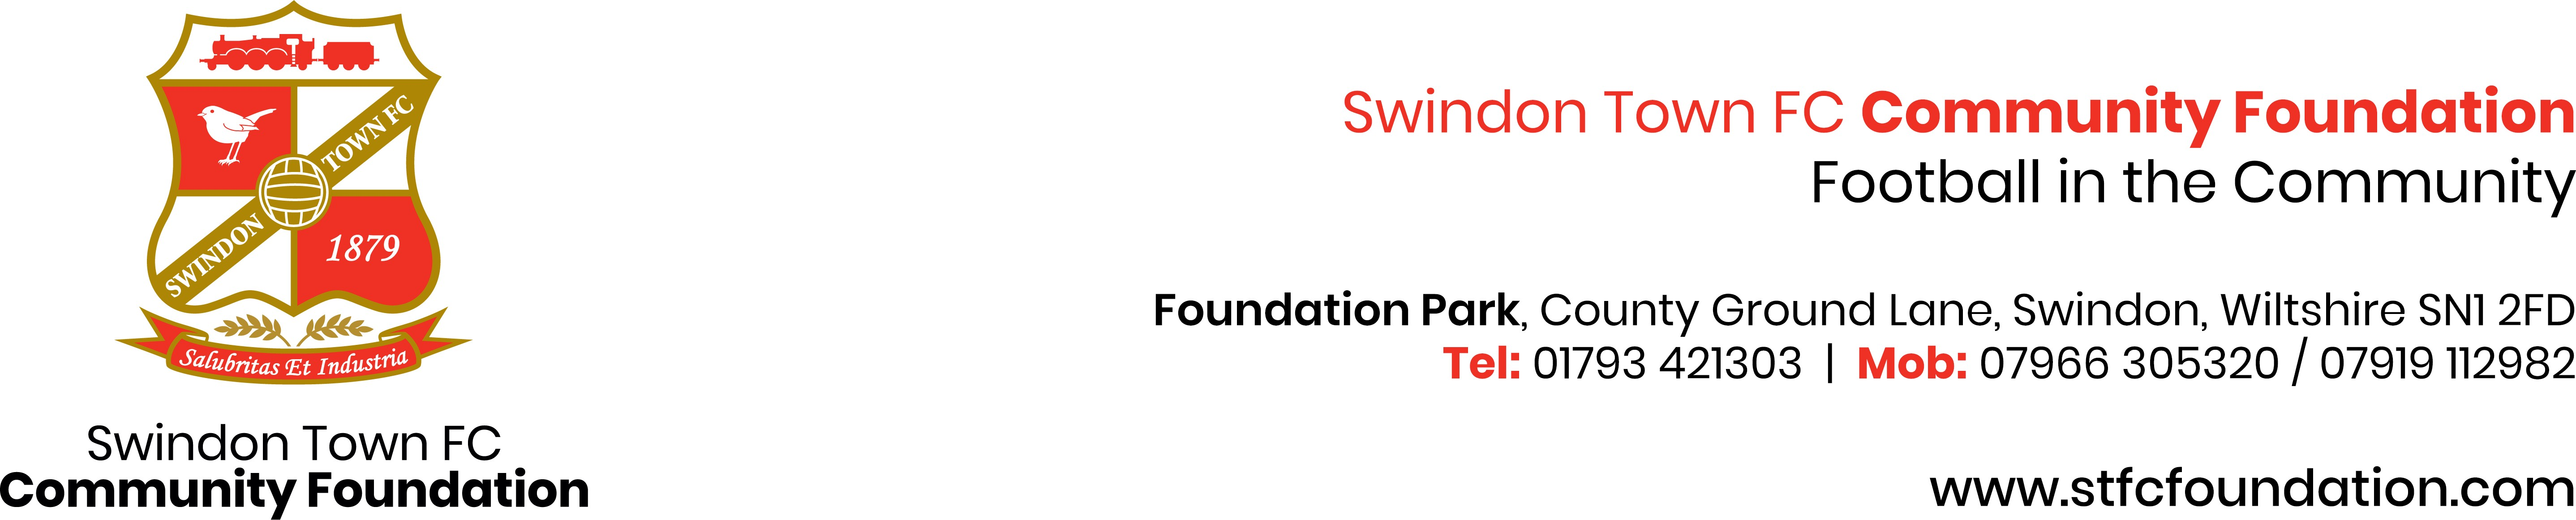 SWINDON TOWN FC
1879
Salubritas Et Industria
Swindon Town FC
Community Foundation
Swindon Town FC Community Foundation
Football in the Community
Foundation Park, County Ground Lane, Swindon, Wiltshire SN1 2FD
Tel: 01793 421303 | Mob: 07966 305320 / 07919 112982
www.stfcfoundation.com